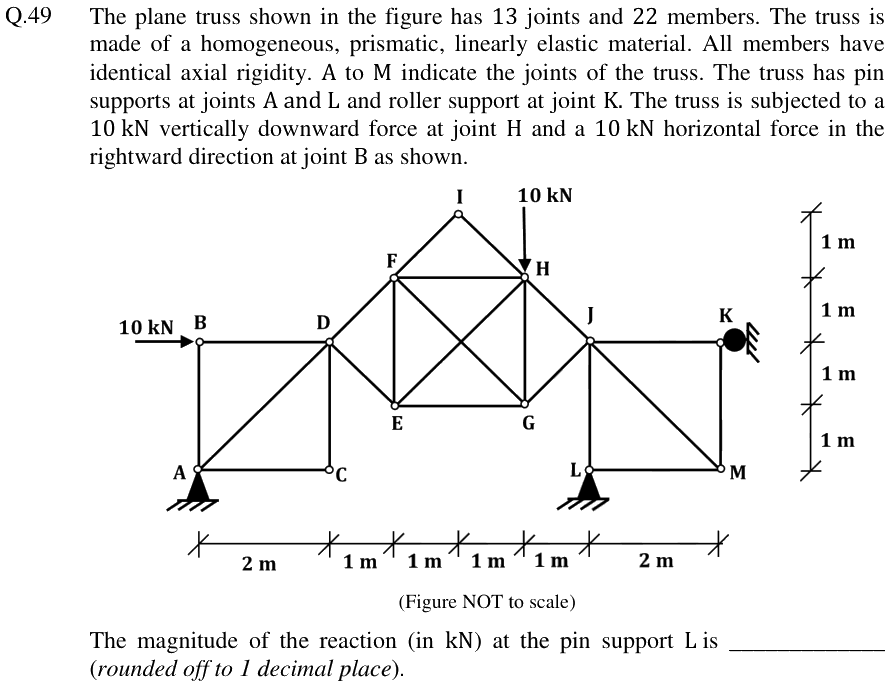 Q.49 The plane truss shown in the figure has 13 joints and 22 members. The truss is
made of a homogeneous, prismatic, linearly elastic material. All members have
identical axial rigidity. A to M indicate the joints of the truss. The truss has pin
supports at joints A and L and roller support at joint K. The truss is subjected to a
10 kN vertically downward force at joint H and a 10 kN horizontal force in the
rightward direction at joint B as shown.
I 10 kN
1 m
F H
10 kN B D J K 1 m
1 m
E G
1 m
A C L M
2 m 1 m 1 m 1 m 1 m 2 m
(Figure NOT to scale)
The magnitude of the reaction (in kN) at the pin support L is ______________
(rounded off to 1 decimal place).